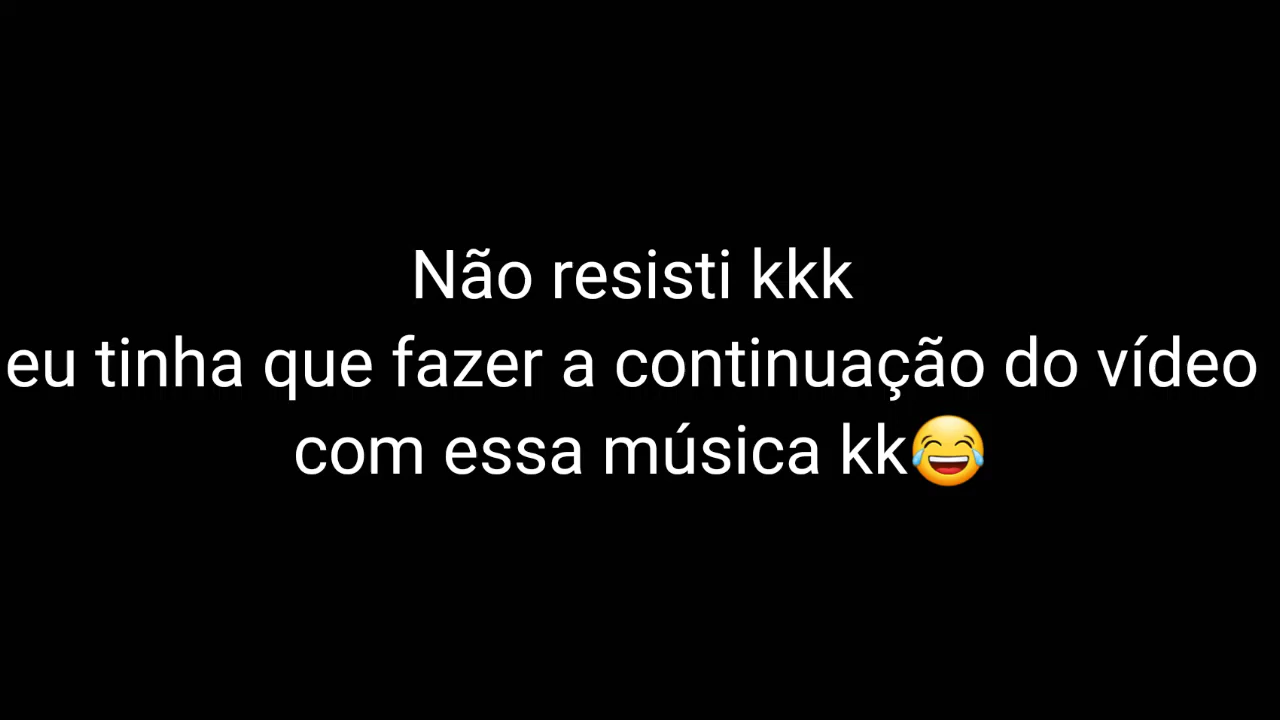 Não resisti kkk
eu tinha que fazer a continuação do vídeo
com essa música kk😂